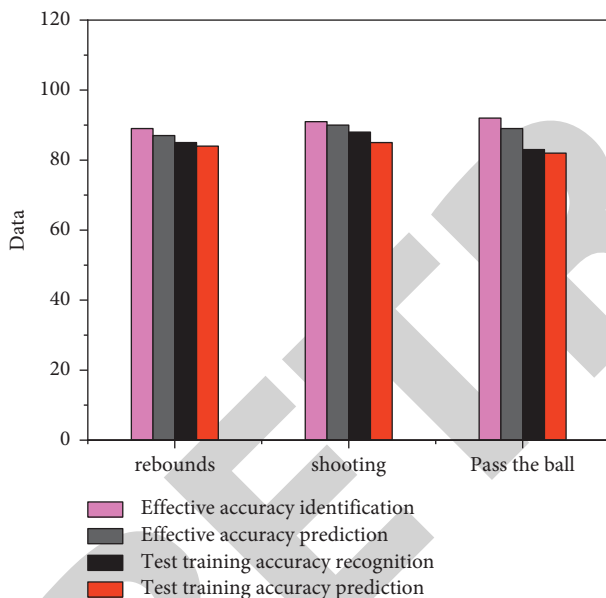 120
100
80
60
40
20
0
Data
rebounds
shooting
Pass the ball
Effective accuracy identification
Effective accuracy prediction
Test training accuracy recognition
Test training accuracy prediction